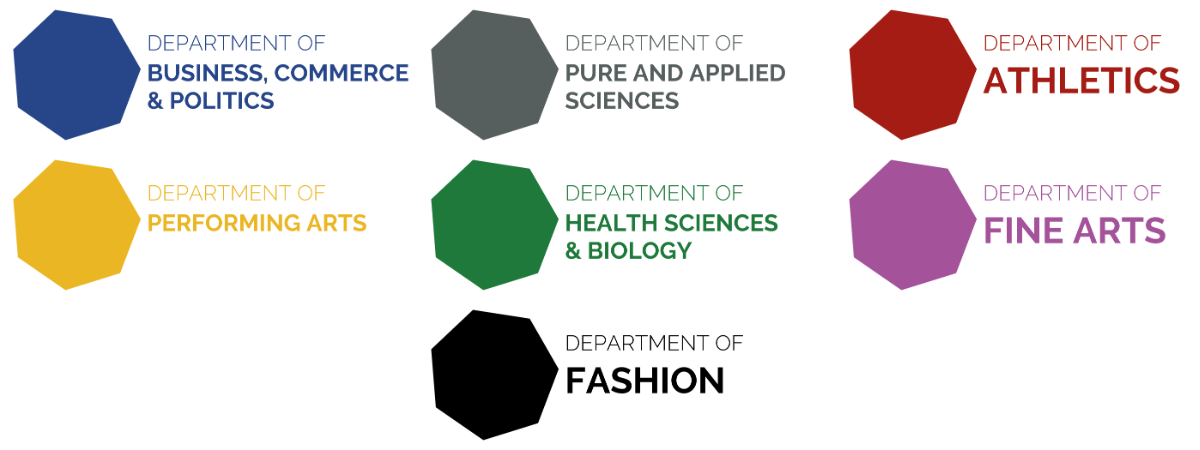 DEPARTMENT OF
BUSINESS, COMMERCE
& POLITICS
DEPARTMENT OF
PURE AND APPLIED
SCIENCES
DEPARTMENT OF
ATHLETICS
DEPARTMENT OF
PERFORMING ARTS
DEPARTMENT OF
HEALTH SCIENCES
& BIOLOGY
DEPARTMENT OF
FINE ARTS
DEPARTMENT OF
FASHION